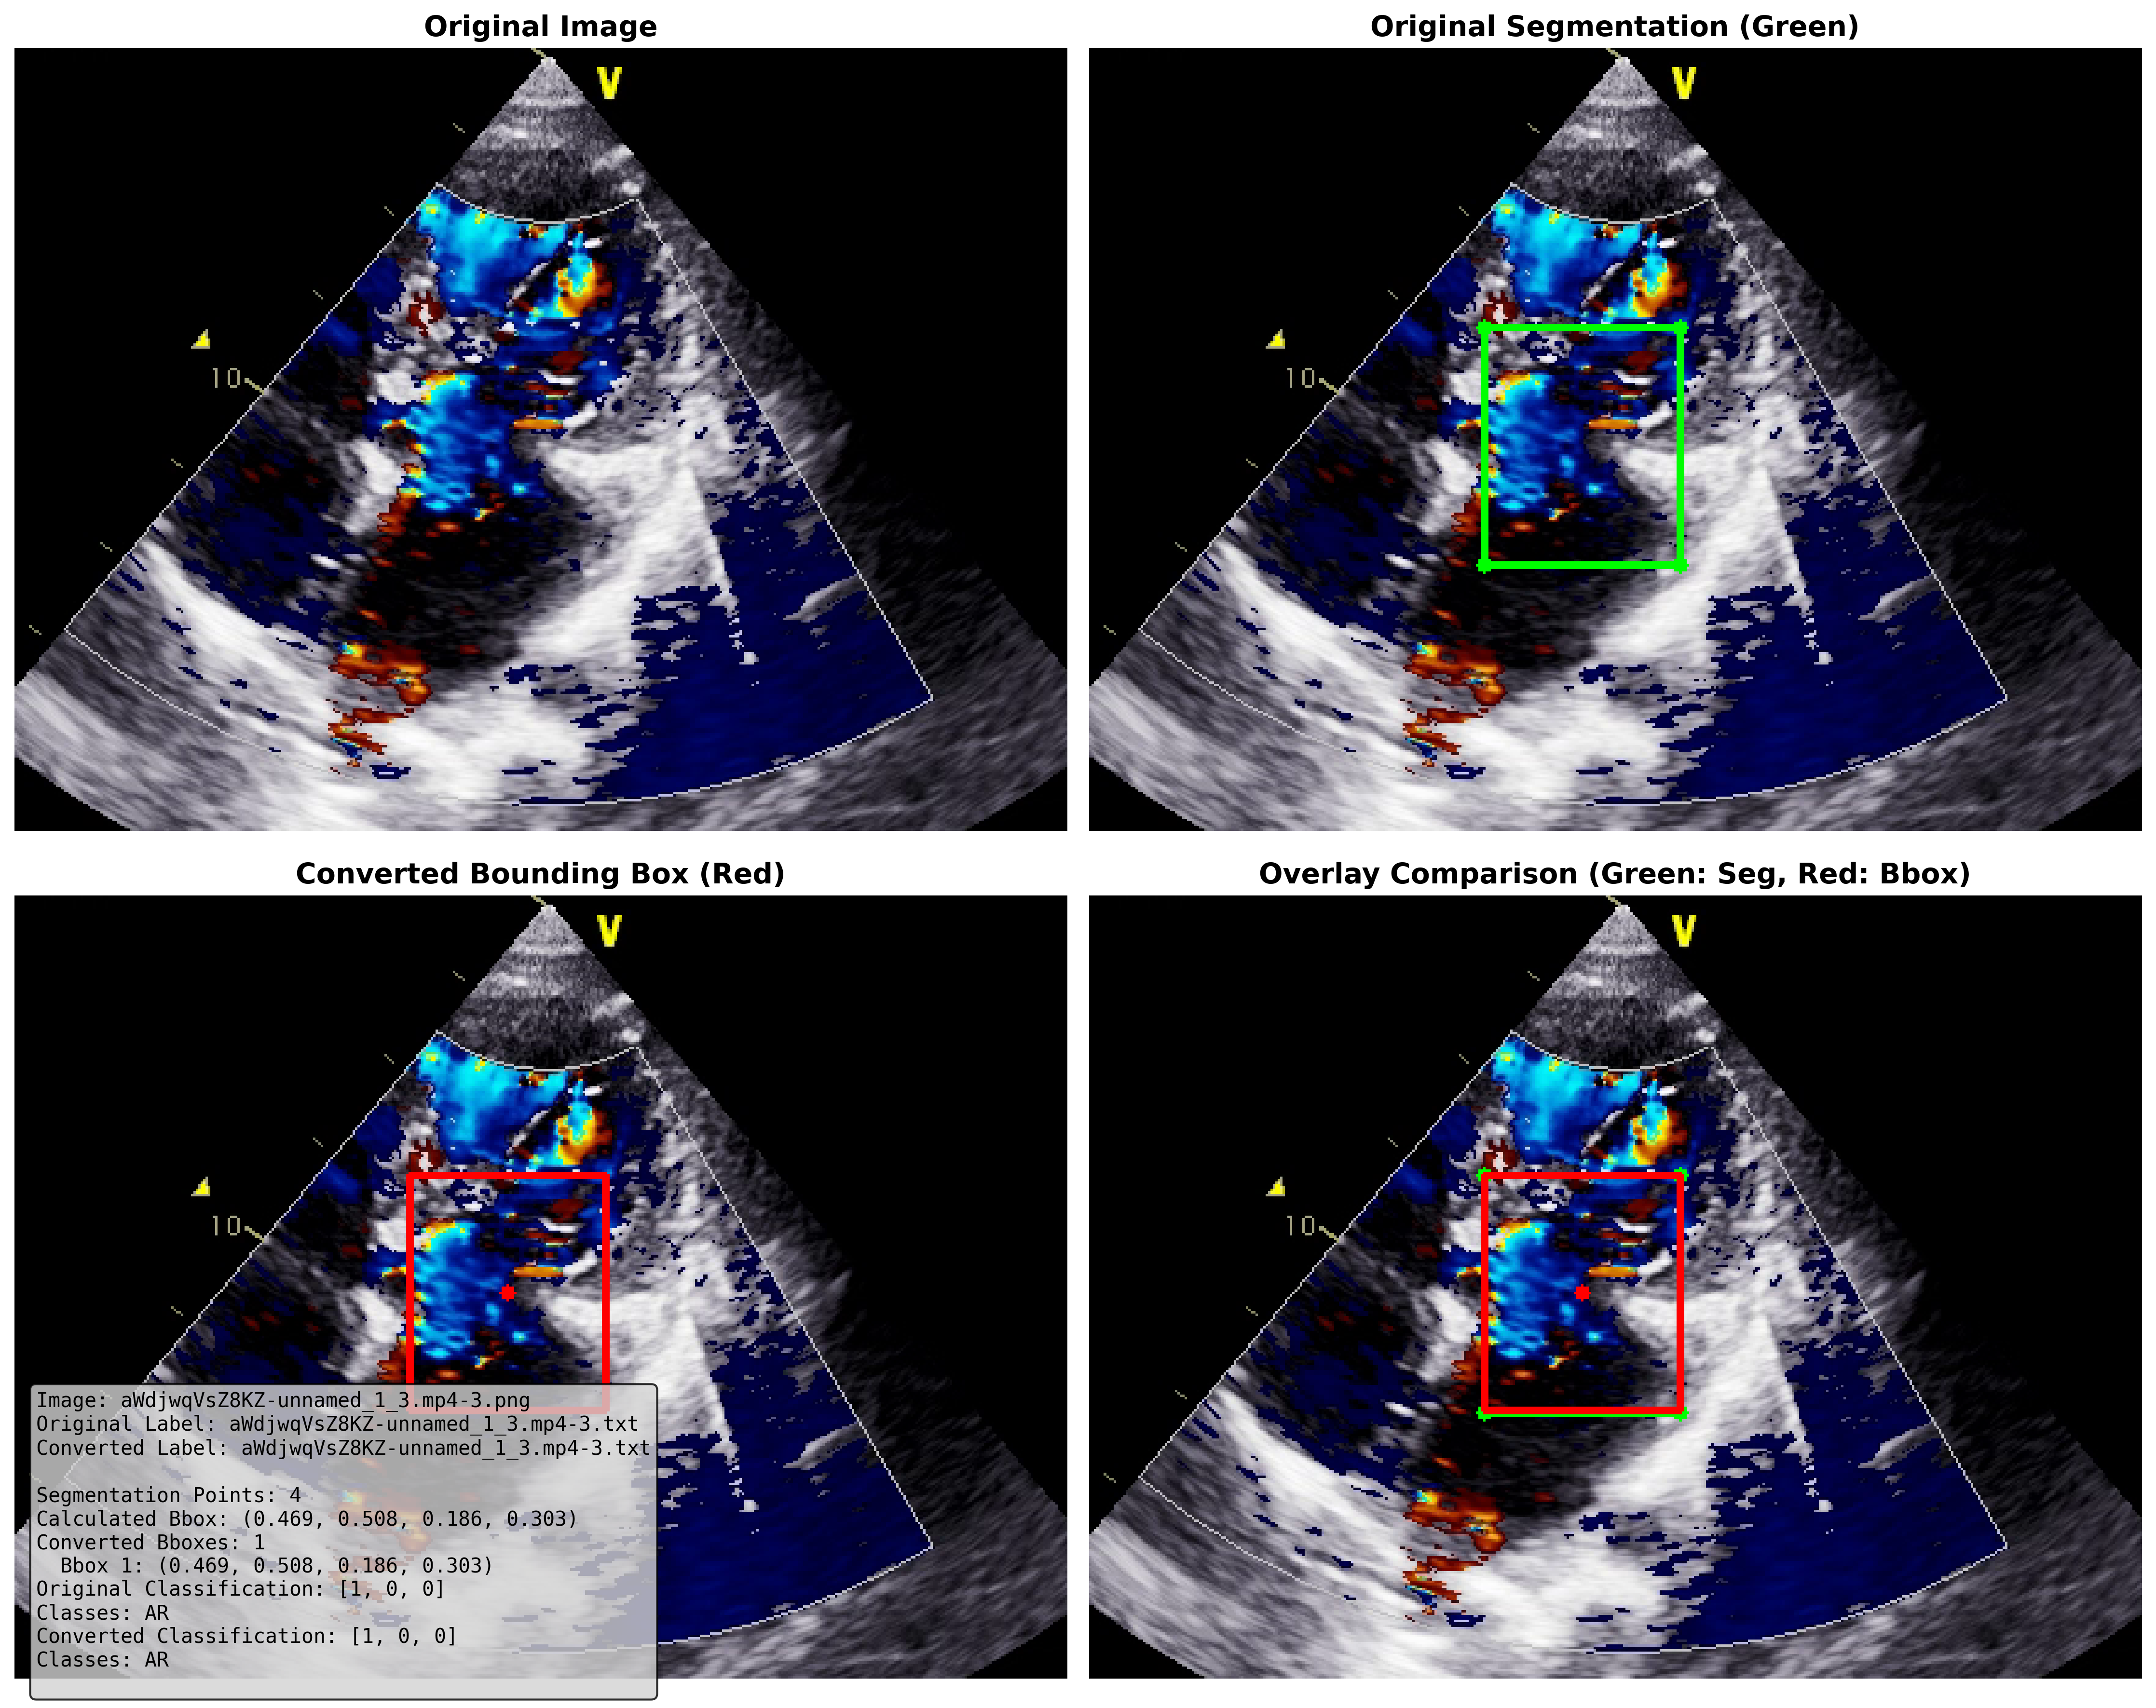 Original Image
Original Segmentation (Green)
V
10
V
10
Converted Bounding Box (Red)
Overlay Comparison (Green: Seg, Red: Bbox)
V
10
V
10
Image: aWdjwqVsZ8KZ-unnamed_1_3.mp4-3.png
Original Label: aWdjwqVsZ8KZ-unnamed_1_3.mp4-3.txt
Converted Label: aWdjwqVsZ8KZ-unnamed_1_3.mp4-3.txt
Segmentation Points: 4
Calculated Bbox: (0.469, 0.508, 0.186, 0.303)
Converted Bboxes: 1
Bbox 1: (0.469, 0.508, 0.186, 0.303)
Original Classification: [1, 0, 0]
Classes: AR
Converted Classification: [1, 0, 0]
Classes: AR